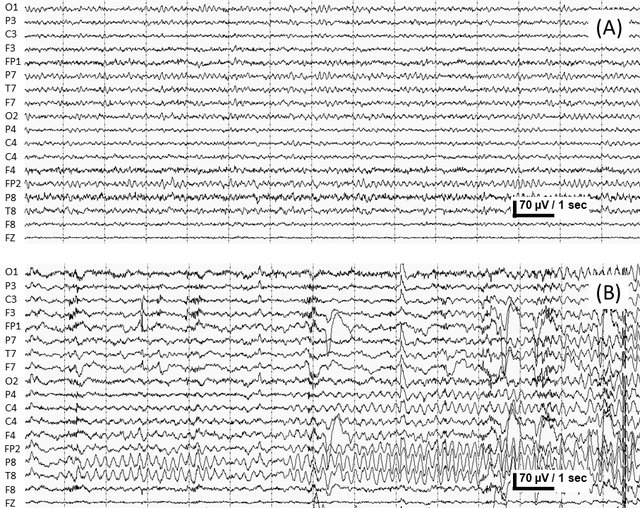 O1
(A)
P3
C3
F3
FP1
P7
T7
F7
O2
P4
C4
C4
F4
FP2
P8
70 µV / 1 sec
T8
F8
FZ
O1
(B)
P3
C3
F3
FP1
P7
T7
F7
O2
P4
C4
C4
F4
FP2
P8
T8
70 µV / 1 sec
F8
FZ